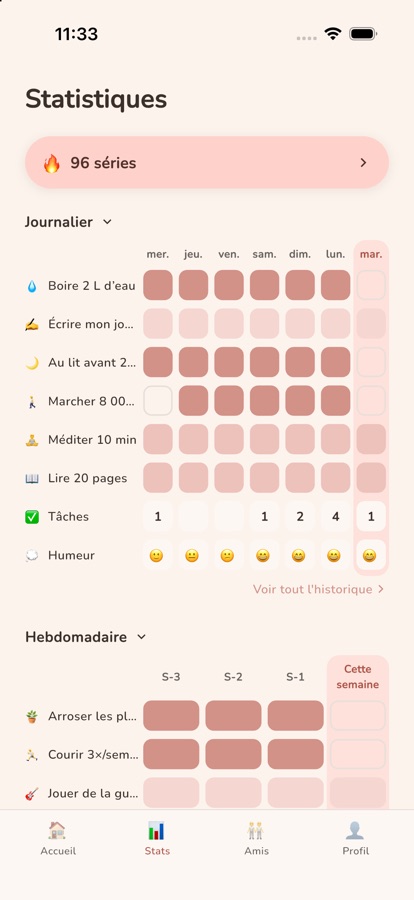 11:33
Statistiques
🔥 96 séries
Journalier
mer. jeu. ven. sam. dim. lun. mar.
💧 Boire 2 L d'eau
✍️ Écrire mon jo...
🌙 Au lit avant 2...
🚶 Marcher 8 00...
🧘 Méditer 10 min
📖 Lire 20 pages
✅ Tâches 1 1 2 4 1
💭 Humeur 🙂 😐 😕 😄 😄 😄 😄
Voir tout l'historique
Hebdomadaire
S-3 S-2 S-1 Cette semaine
🪴 Arroser les pl...
🏃 Courir 3×/sem...
🎸 Jouer de la gu...
Accueil Stats Amis Profil